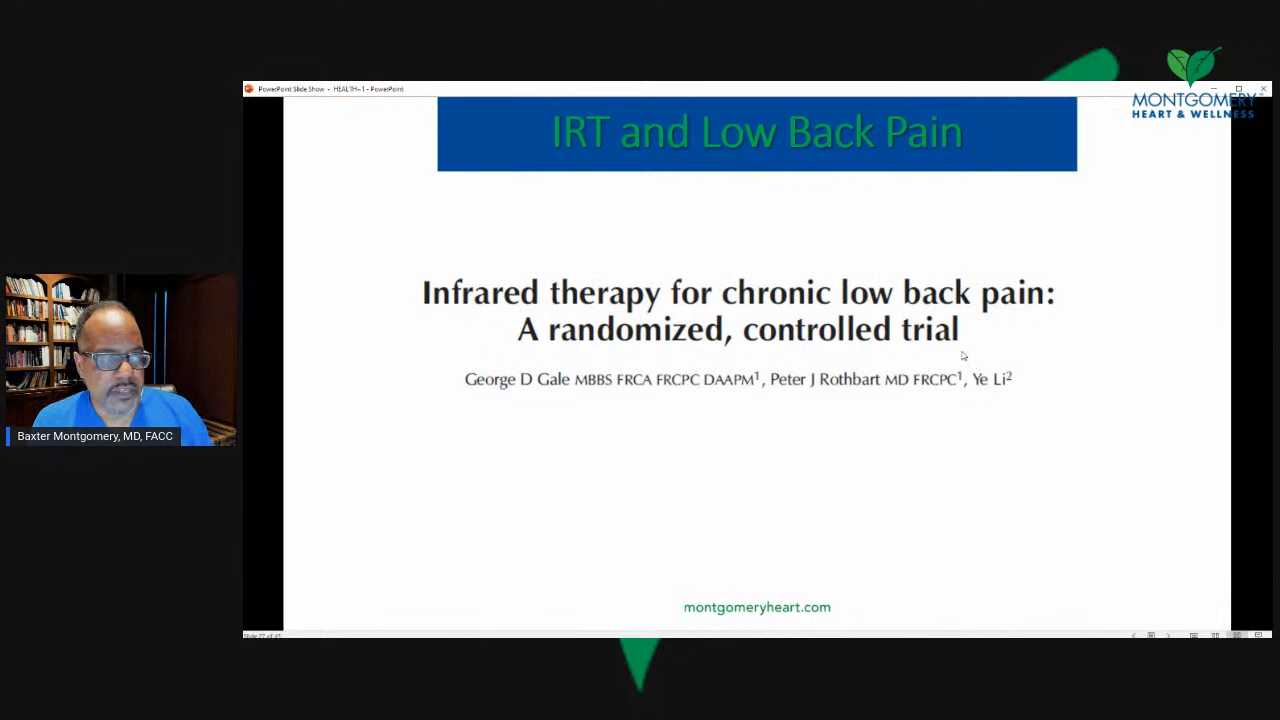 PowerPoint Slide Show - HEALTH~1 - PowerPoint
MONTGOMERY
HEART & WELLNESS
IRT and Low Back Pain
Infrared therapy for chronic low back pain:
A randomized, controlled trial
George D Gale MBBS FRCA FRCPC DAAPM1, Peter J Rothbart MD FRCPC1, Ye Li2
Baxter Montgomery, MD, FACC
montgomeryheart.com